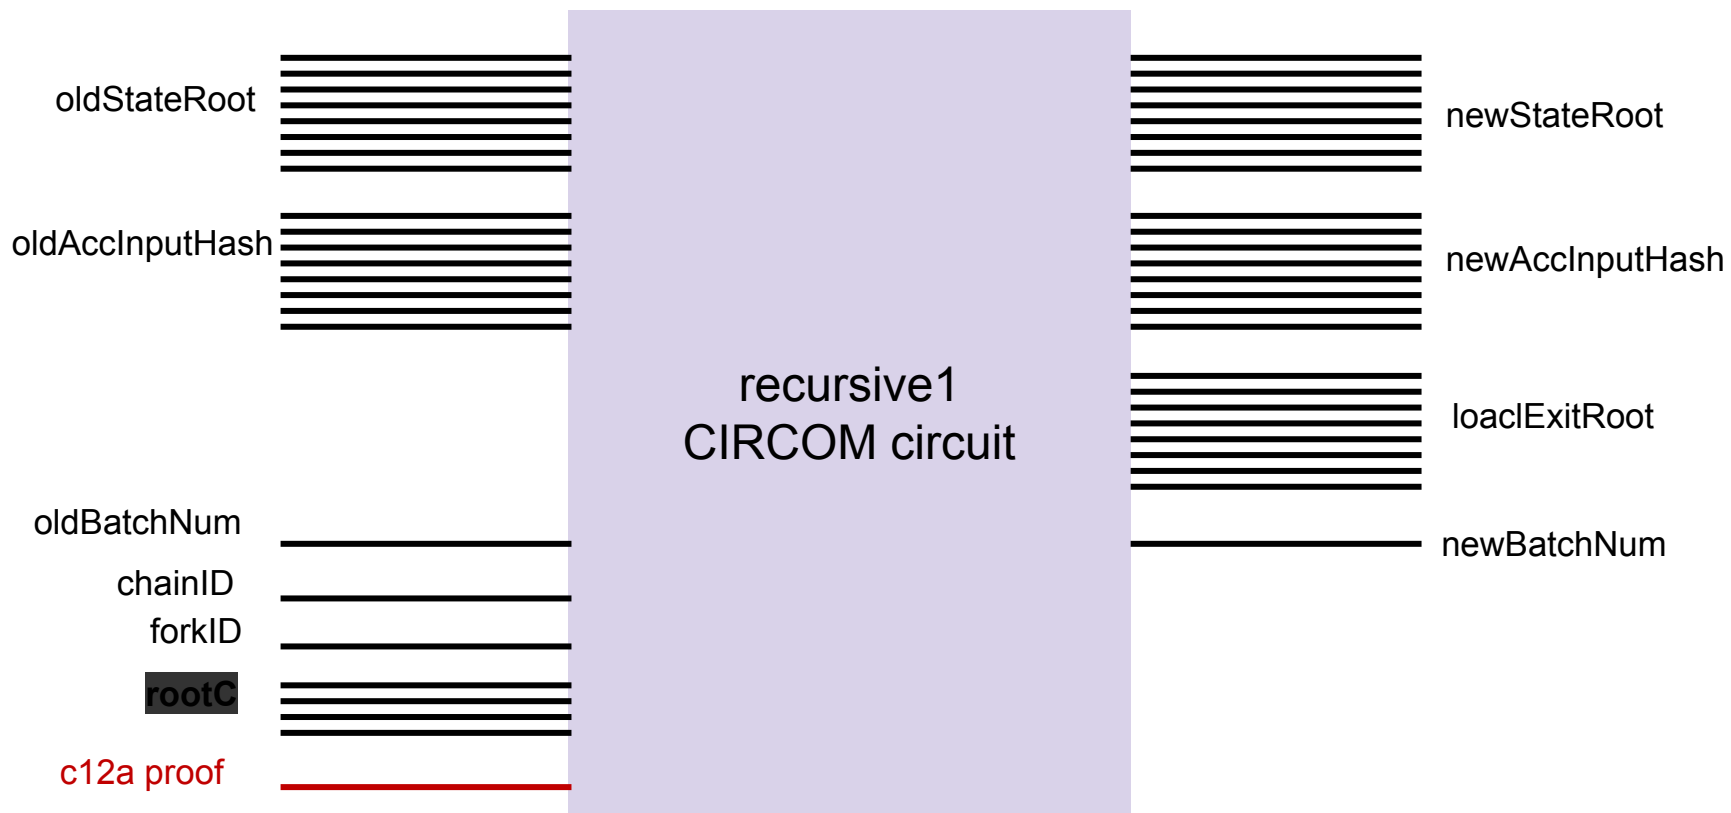 oldStateRoot
oldAccInputHash
oldBatchNum
chainID
forkID
rootC
c12a proof
recursive1
CIRCOM circuit
newStateRoot
newAccInputHash
loaclExitRoot
newBatchNum